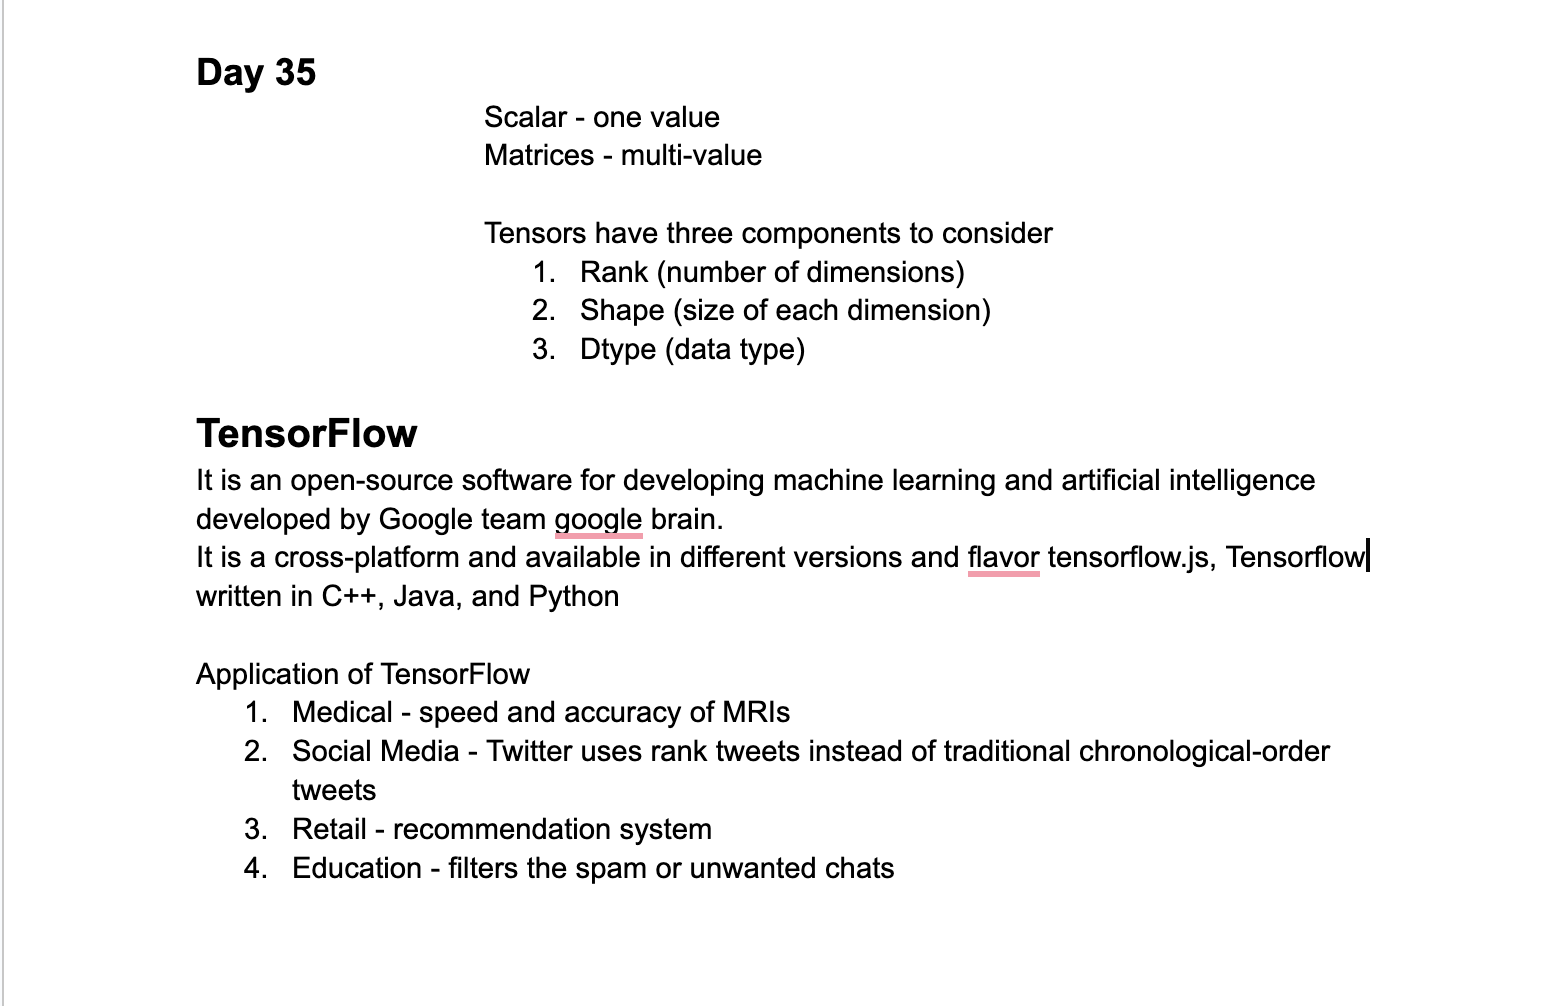 Day 35
Scalar - one value
Matrices - multi-value
Tensors have three components to consider
1. Rank (number of dimensions)
2. Shape (size of each dimension)
3. Dtype (data type)
TensorFlow
It is an open-source software for developing machine learning and artificial intelligence
developed by Google team google brain.
It is a cross-platform and available in different versions and flavor tensorflow.js, Tensorflow
written in C++, Java, and Python
Application of TensorFlow
1. Medical - speed and accuracy of MRIs
2. Social Media - Twitter uses rank tweets instead of traditional chronological-order
tweets
3. Retail - recommendation system
4. Education - filters the spam or unwanted chats